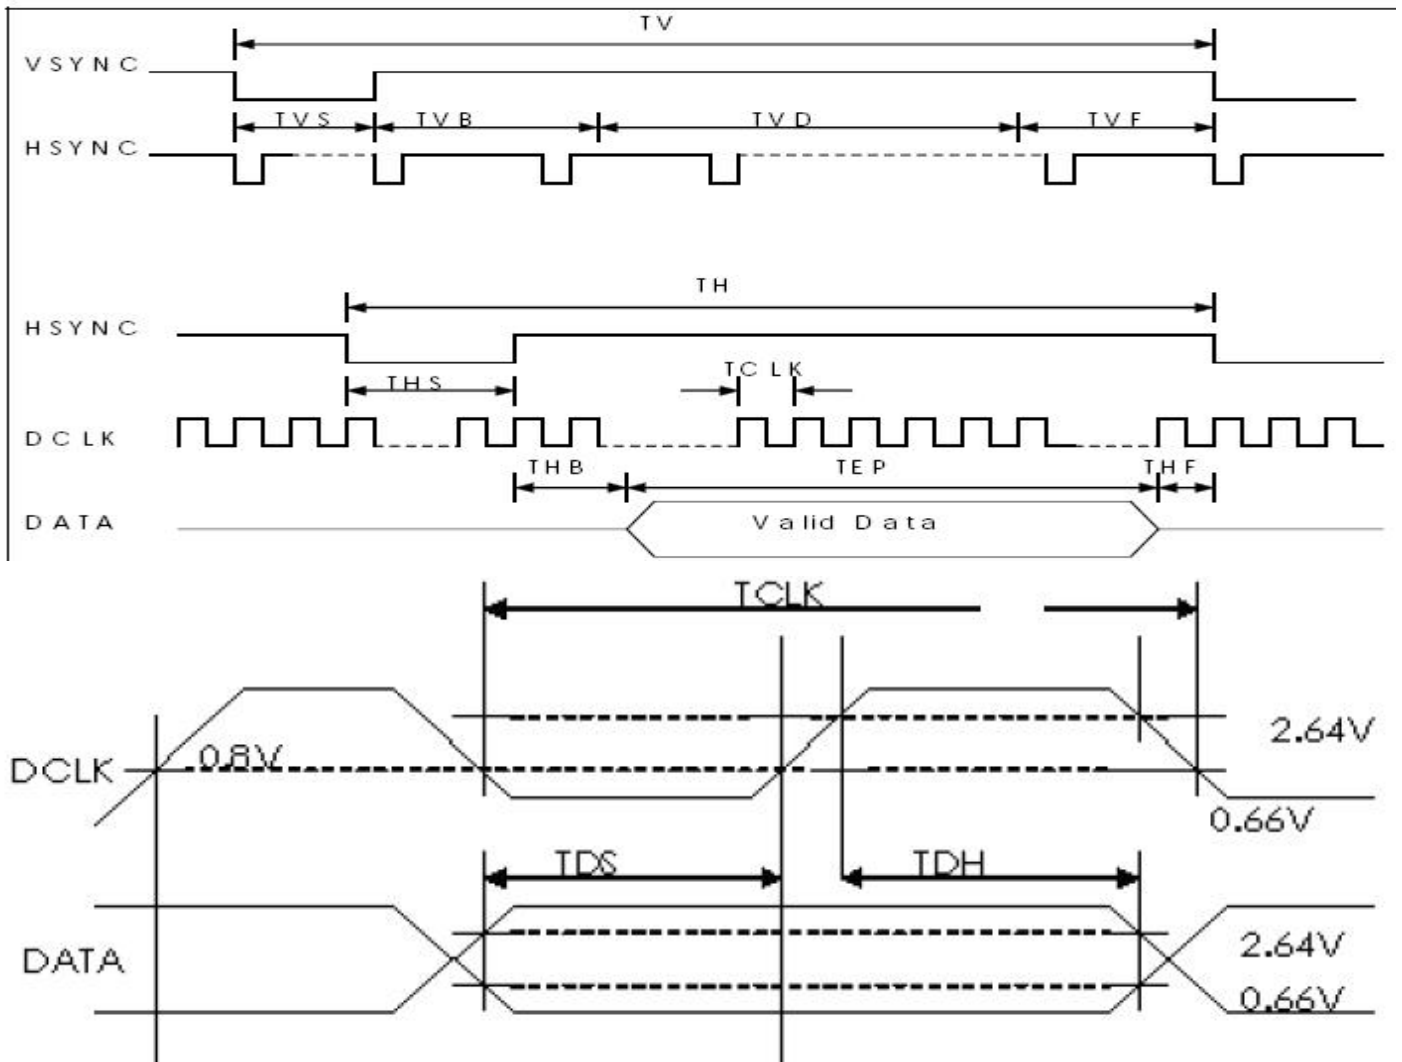 TV
VSYNC
TVS TVB TVD TVF
HSYNC
TH
HSYNC
TCLK
THS
DCLK
THB TEP THF
DATA Valid Data
TCLK
2.64V
0.8V
DCLK
0.66V
TDS TDH
2.64V
DATA
0.66V